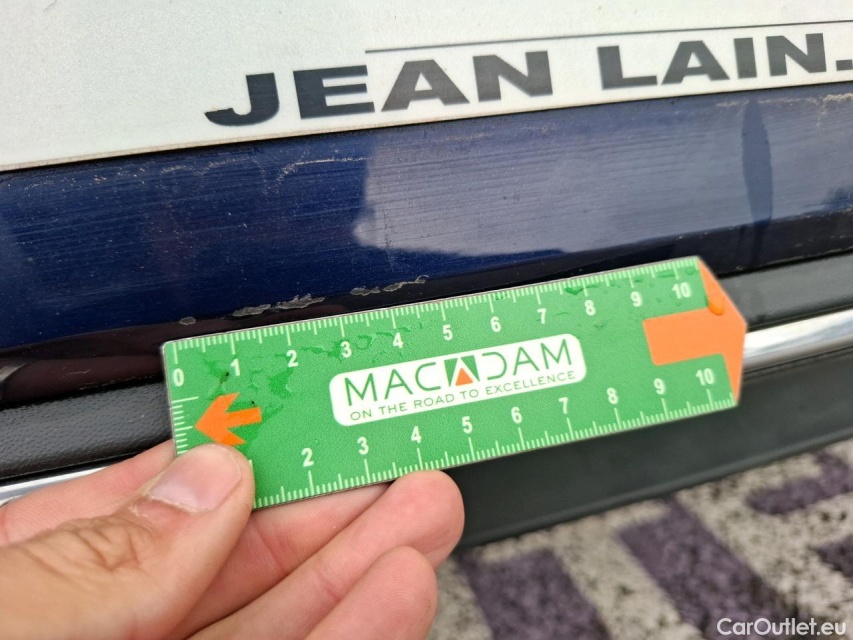 JEAN LAIN.
0 1 2 3 4 5 6 7 8 9 10
MACADAM
ON THE ROAD TO EXCELLENCE
2 3 4 5 6 7 8 9 10
CarOutlet.eu